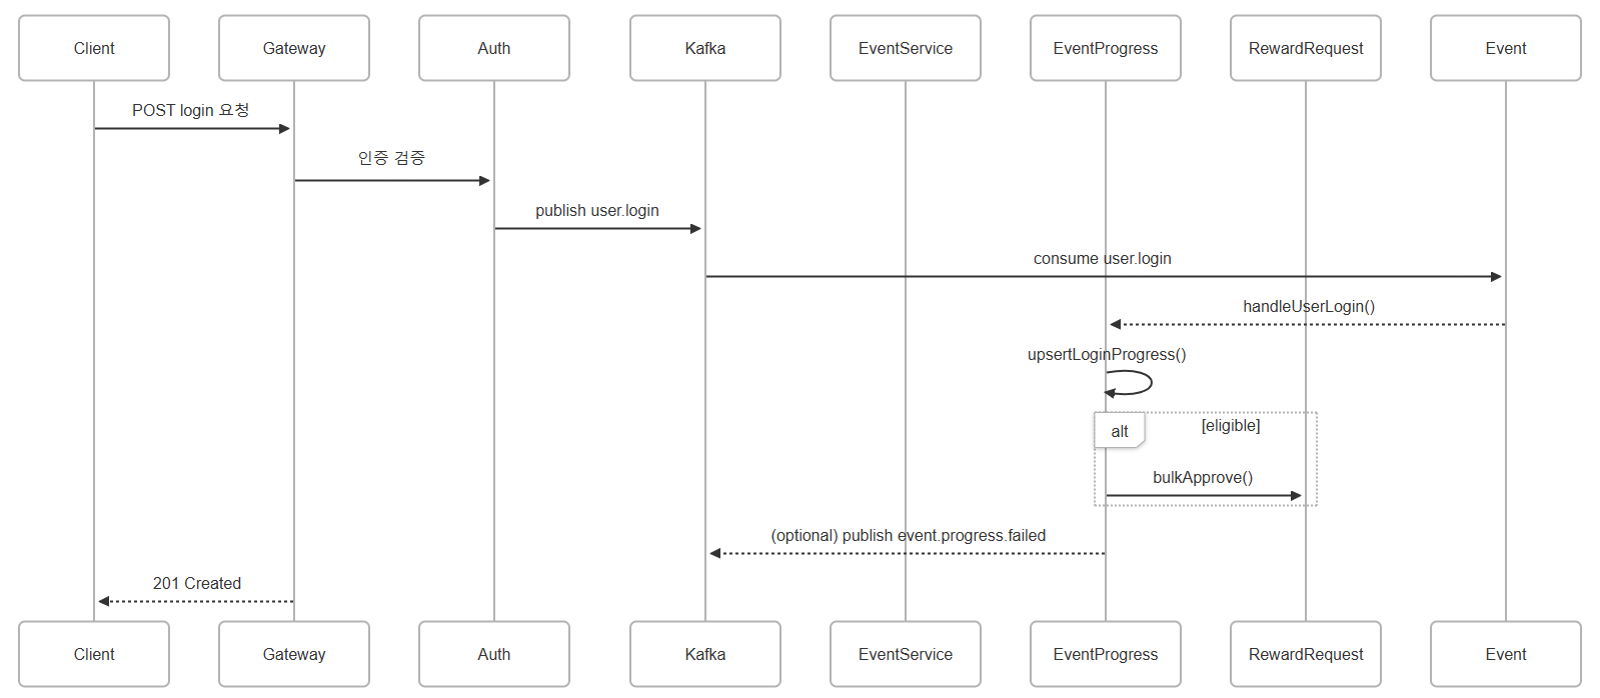 Client
Gateway
Auth
Kafka
EventService
EventProgress
RewardRequest
Event
POST login 요청
인증 검증
publish user.login
consume user.login
handleUserLogin()
upsertLoginProgress()
alt
[eligible]
bulkApprove()
(optional) publish event.progress.failed
201 Created
Client
Gateway
Auth
Kafka
EventService
EventProgress
RewardRequest
Event